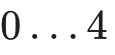 0 . . . 4